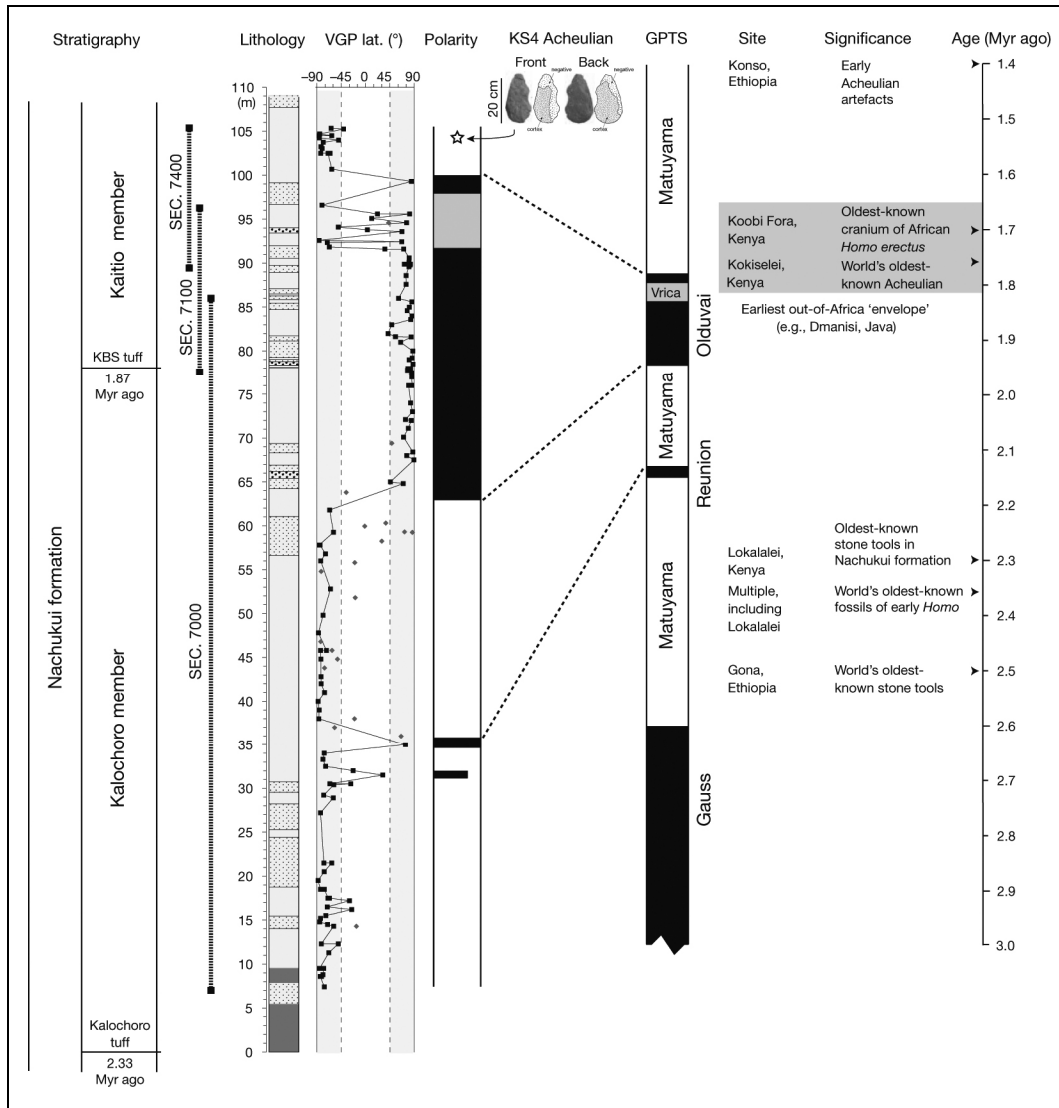 Stratigraphy
Lithology
VGP lat. (°)
Polarity
KS4 Acheulian
GPTS
Site
Significance
Age (Myr ago)
–90 –45 0 45 90
Front
Back
negative
negative
cortex
cortex
20 cm
110
(m)
105
100
95
90
85
80
75
70
65
60
55
50
45
40
35
30
25
20
15
10
5
0
Nachukui formation
Kaitio member
KBS tuff
1.87
Myr ago
Kalochoro member
Kalochoro
tuff
2.33
Myr ago
SEC. 7400
SEC. 7100
SEC. 7000
Matuyama
Vrica
Olduvai
Matuyama
Reunion
Matuyama
Gauss
Konso,
Ethiopia
Early
Acheulian
artefacts
Koobi Fora,
Kenya
Oldest-known
cranium of African
Homo erectus
Kokiselei,
Kenya
World's oldest-
known Acheulian
Earliest out-of-Africa ‘envelope’
(e.g., Dmanisi, Java)
Lokalalei,
Kenya
Oldest-known
stone tools in
Nachukui formation
Multiple,
including
Lokalalei
World's oldest-known
fossils of early Homo
Gona,
Ethiopia
World's oldest-
known stone tools
1.4
1.5
1.6
1.7
1.8
1.9
2.0
2.1
2.2
2.3
2.4
2.5
2.6
2.7
2.8
2.9
3.0